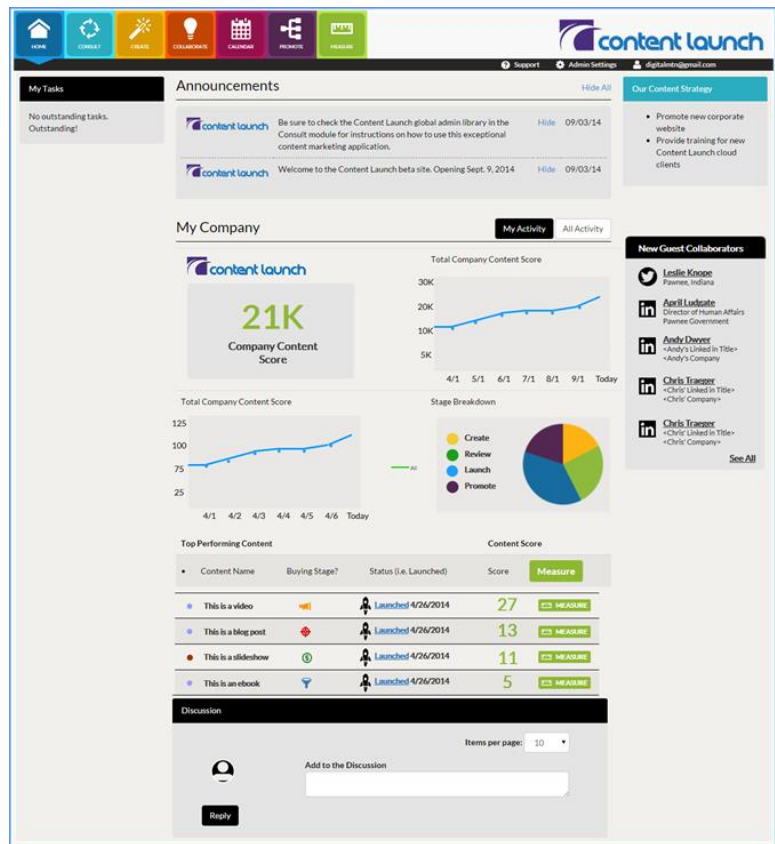 HOME
CONSULT
CREATE
COLLABORATE
CALENDAR
PROMOTE
MEASURE
content launch
Support
Admin Settings
digitalmtn@gmail.com
My Tasks
No outstanding tasks.
Outstanding!
Announcements
Hide All
content launch
Be sure to check the Content Launch global admin library in the
Consult module for instructions on how to use this exceptional
content marketing application.
Hide 09/03/14
content launch
Welcome to the Content Launch beta site. Opening Sept. 9, 2014
Hide 09/03/14
Our Content Strategy
• Promote new corporate
website
• Provide training for new
Content Launch cloud
clients
My Company
My Activity
All Activity
content launch
21K
Company Content
Score
Total Company Content Score
30K
20K
10K
5K
4/1 5/1 6/1 7/1 8/1 9/1 Today
New Guest Collaborators
Leslie Knope
Pawnee, Indiana
April Ludgate
Director of Human Affairs
Pawnee Government
Andy Dwyer
<Andy's Linked in Title>
<Andy's Company
Chris Traeger
<Chris' Linked in Title>
<Chris' Company>
Chris Traeger
<Chris' Linked in Title>
<Chris' Company>
See All
Total Company Content Score
125
100
75
25
4/1 4/2 4/3 4/4 4/5 4/6 Today
All
Stage Breakdown
Create
Review
Launch
Promote
Top Performing Content
Content Score
• Content Name Buying Stage? Status (i.e. Launched) Score Measure
This is a video Launched 4/26/2014 27 MEASURE
This is a blog post Launched 4/26/2014 13 MEASURE
This is a slideshow Launched 4/26/2014 11 MEASURE
This is an ebook Launched 4/26/2014 5 MEASURE
Discussion
Items per page: 10
Add to the Discussion
Reply